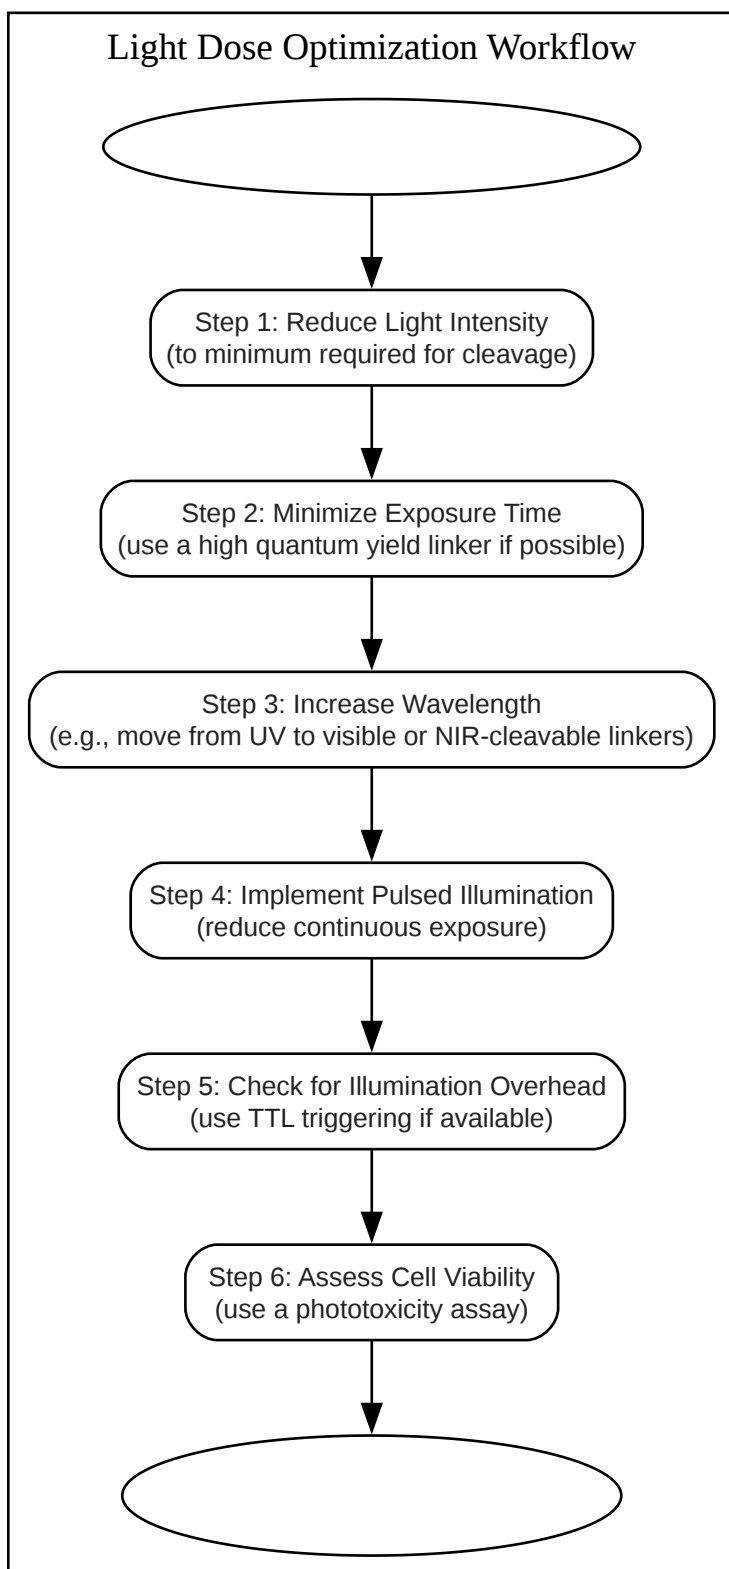 Light Dose Optimization Workflow
Step 1: Reduce Light Intensity
(to minimum required for cleavage)
Step 2: Minimize Exposure Time
(use a high quantum yield linker if possible)
Step 3: Increase Wavelength
(e.g., move from UV to visible or NIR-cleavable linkers)
Step 4: Implement Pulsed Illumination
(reduce continuous exposure)
Step 5: Check for Illumination Overhead
(use TTL triggering if available)
Step 6: Assess Cell Viability
(use a phototoxicity assay)